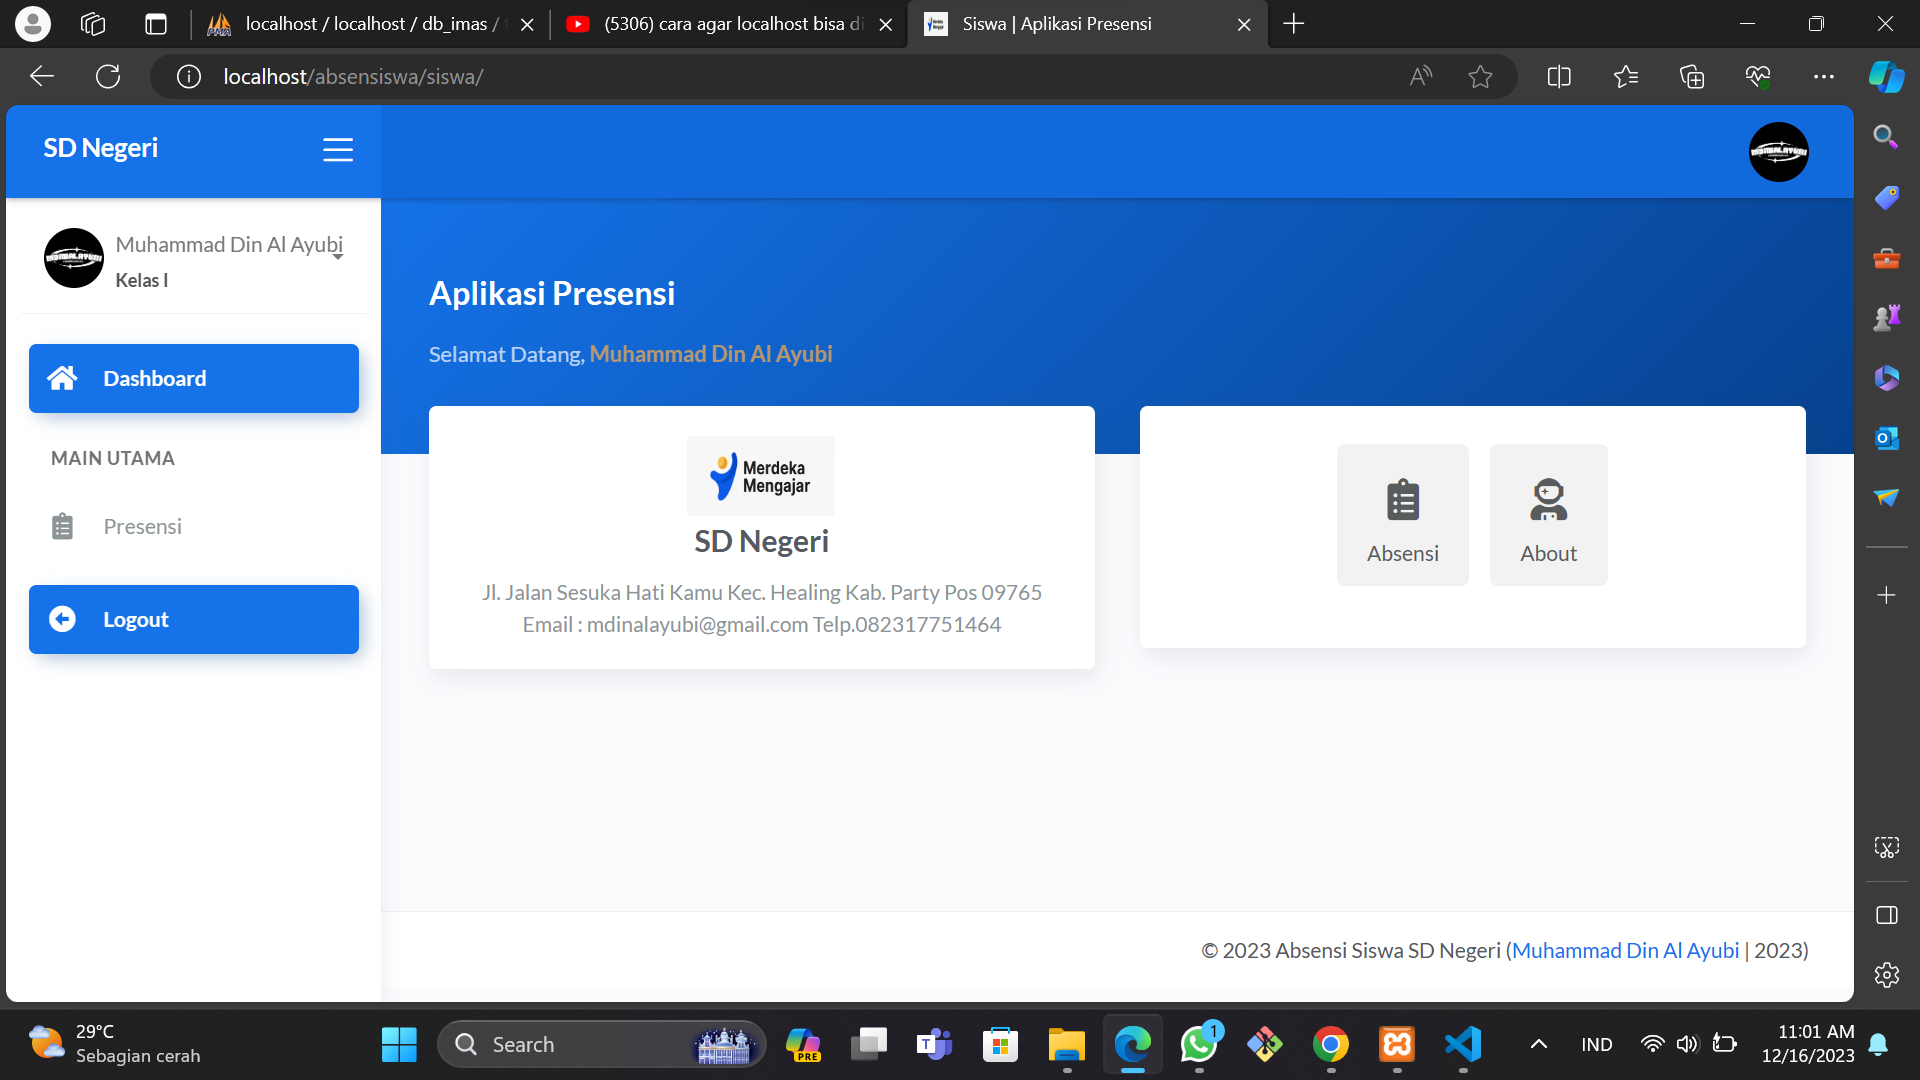 localhost / localhost / db_imas /
(5306) cara agar localhost bisa di
Siswa | Aplikasi Presensi
localhost/absensiswa/siswa/
SD Negeri
Muhammad Din Al Ayubi
Kelas I
Dashboard
MAIN UTAMA
Presensi
Logout
Aplikasi Presensi
Selamat Datang, Muhammad Din Al Ayubi
Merdeka
Mengajar
SD Negeri
Jl. Jalan Sesuka Hati Kamu Kec. Healing Kab. Party Pos 09765
Email : mdinalayubi@gmail.com Telp.082317751464
Absensi
About
© 2023 Absensi Siswa SD Negeri (Muhammad Din Al Ayubi | 2023)
29°C
Sebagian cerah
Search
PRE
1
IND
11:01 AM
12/16/2023